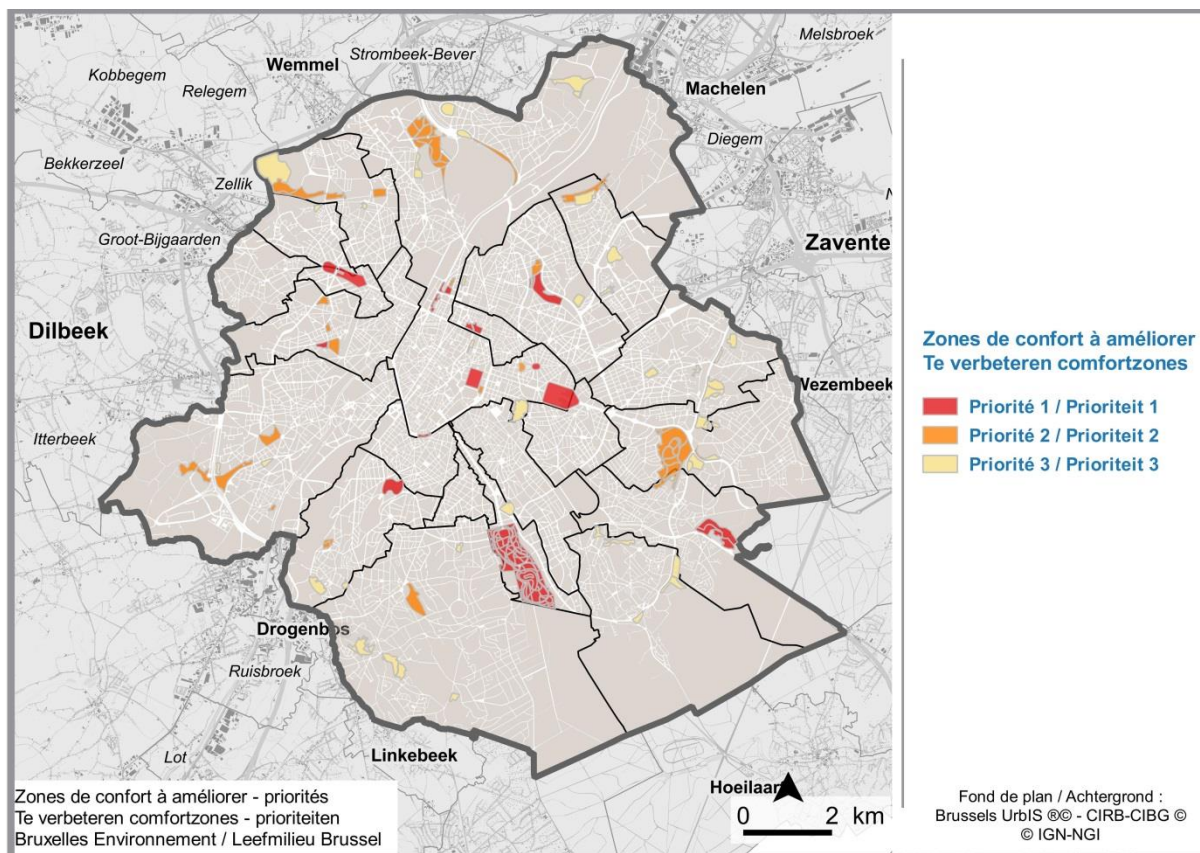 Melsbroek
Strombeek-Bever
Wemmel
Kobbegem
Relegem
Machelen
Diegem
Bekkerzeel
Zellik
Groot-Bijgaarden
Zavente
Dilbeek
Wezembeek
Itterbeek
Drogenbos
Ruisbroek
Linkebeek
Lot
Hoeilaart
0 2 km
Zones de confort à améliorer - priorités
Te verbeteren comfortzones - prioriteiten
Bruxelles Environnement / Leefmilieu Brussel
Zones de confort à améliorer
Te verbeteren comfortzones
Priorité 1 / Prioriteit 1
Priorité 2 / Prioriteit 2
Priorité 3 / Prioriteit 3
Fond de plan / Achtergrond :
Brussels UrbIS ®© - CIRB-CIBG ©
© IGN-NGI